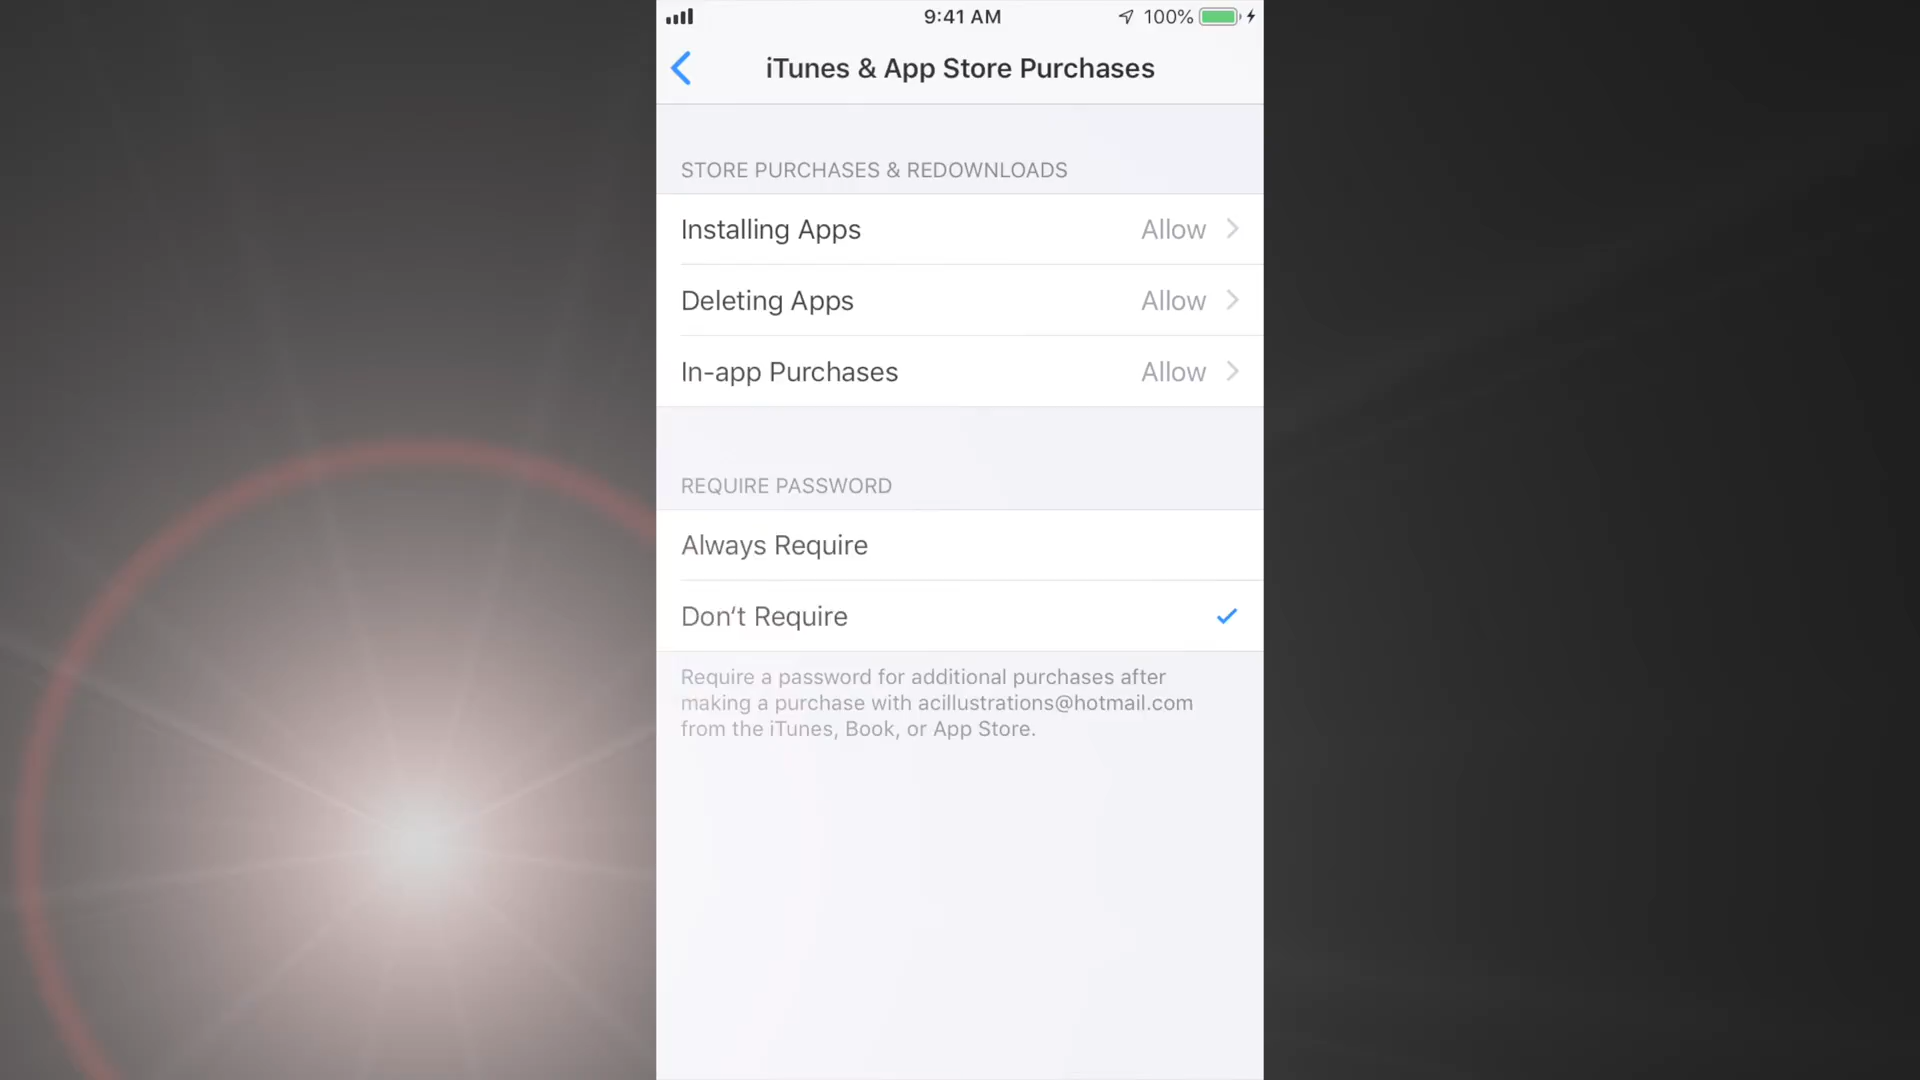 9:41 AM
100%
iTunes & App Store Purchases
STORE PURCHASES & REDOWNLOADS
Installing Apps Allow
Deleting Apps Allow
In-app Purchases Allow
REQUIRE PASSWORD
Always Require
Don‘t Require
Require a password for additional purchases after
making a purchase with acillustrations@hotmail.com
from the iTunes, Book, or App Store.